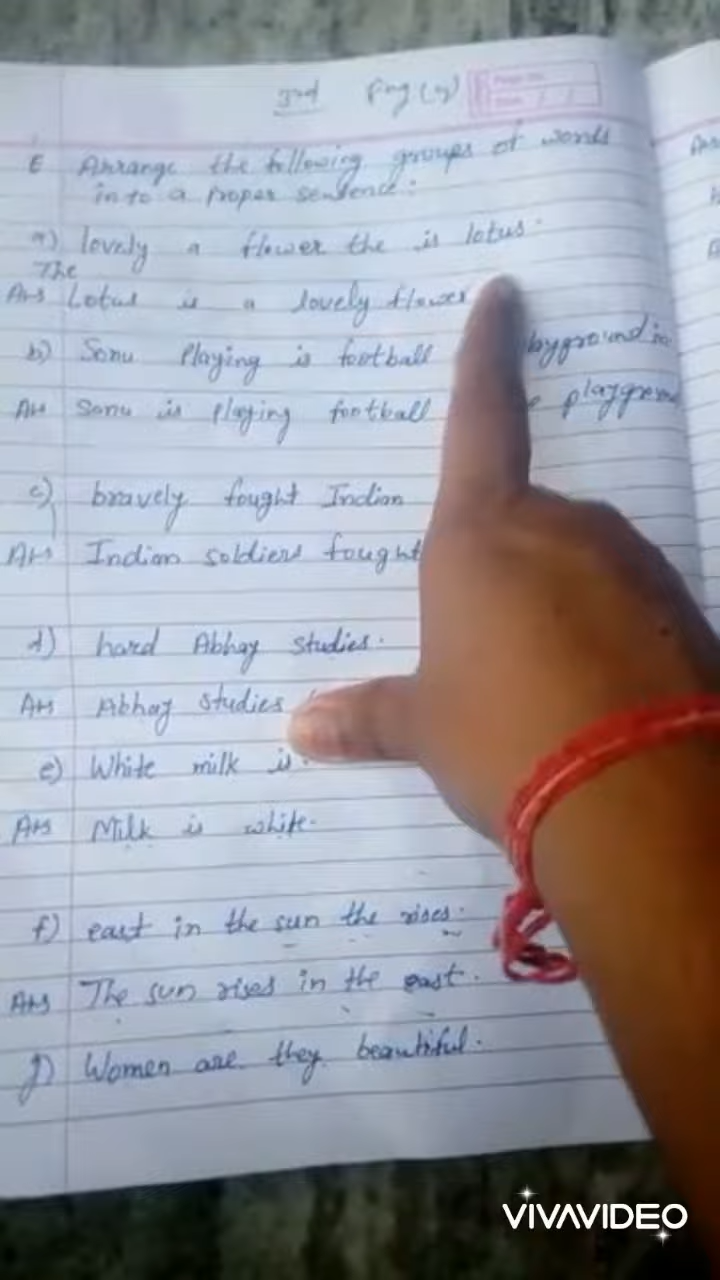 3rd Eng
E Arrange the following groups of words
in to a proper sentence:
a) lovely a flower the is lotus.
The
Ans Lotus is a lovely flower
b) Sonu Playing is football in
Ans Sonu is playing football
c) bravely fought Indian
Ans Indian soldiers fought
d) hard Abhay studies.
Ans Abhay studies
e) White milk is.
Ans Milk is white.
f) east in the sun the rises.
Ans The sun rises in the east.
g) Women are they beautiful.
VIVAVIDEO